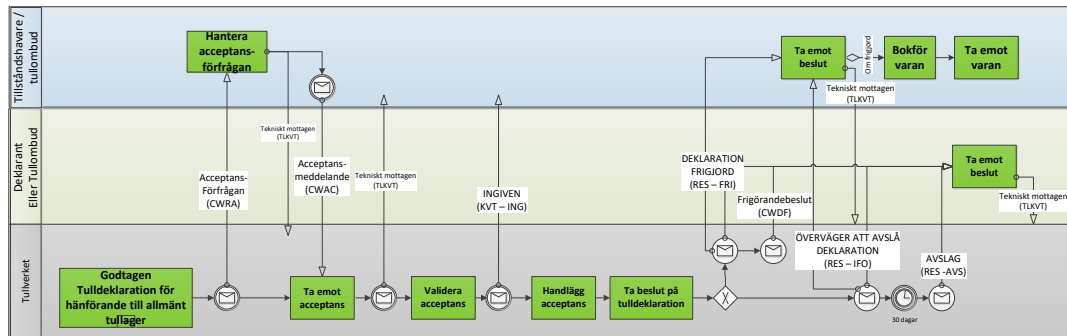 Tillståndshavare /
tullombud
Hantera
acceptans-
förfrågan
Tekniskt mottagen
(TLKVT)
Ta emot
beslut
Om frigjord
Bokför
varan
Ta emot
varan
Tekniskt mottagen
(TLKVT)
Deklarant
Eller Tullombud
Acceptans-
Förfrågan
(CWRA)
Acceptans-
meddelande
(CWAC)
Tekniskt mottagen
(TLKVT)
INGIVEN
(KVT – ING)
DEKLARATION
FRIGJORD
(RES – FRI)
Frigörandebeslut
(CWDF)
Ta emot
beslut
Tekniskt mottagen
(TLKVT)
Tullverket
Godtagen
Tulldeklaration för
hänförande till allmänt
tullager
Ta emot
acceptans
Validera
acceptans
Handlägg
acceptans
Ta beslut på
tulldeklaration
ÖVERVÄGER ATT AVSLÅ
DEKLARATION
(RES – IFO)
AVSLAG
(RES -AVS)
30 dagar